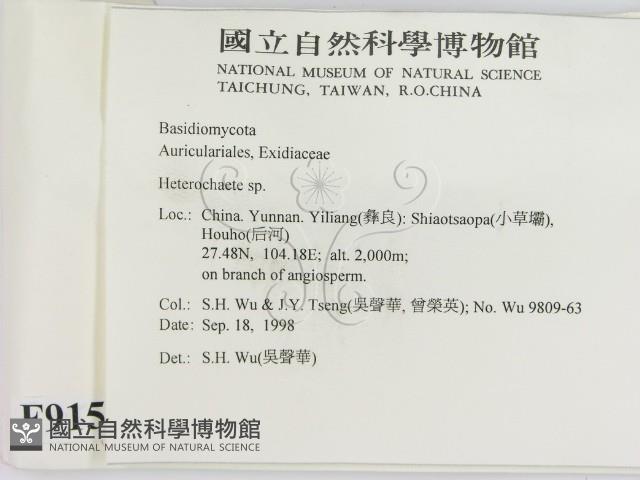 國立自然科學博物館
NATIONAL MUSEUM OF NATURAL SCIENCE
TAICHUNG, TAIWAN, R.O.CHINA
Basidiomycota
Auriculariales, Exidiaceae
Heterochaete sp.
Loc.: China. Yunnan. Yiliang(彝良): Shiaotsaopa(小草壩),
Houho(后河)
27.48N, 104.18E; alt. 2,000m;
on branch of angiosperm.
Col.: S.H. Wu & J.Y. Tseng(吳聲華, 曾榮英); No. Wu 9809-63
Date: Sep. 18, 1998
Det.: S.H. Wu(吳聲華)
F915
國立自然科學博物館
NATIONAL MUSEUM OF NATURAL SCIENCE